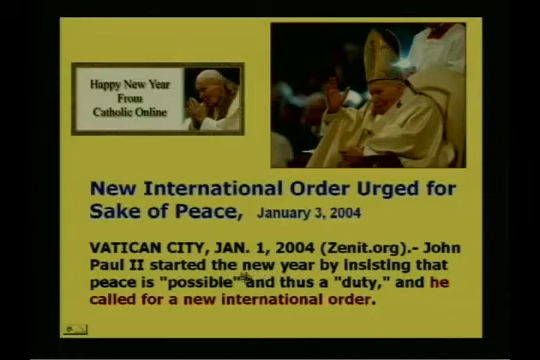 Happy New Year
From
Catholic Online
New International Order Urged for
Sake of Peace, January 3, 2004
VATICAN CITY, JAN. 1, 2004 (Zenit.org).- John
Paul II started the new year by insisting that
peace is "possible" and thus a "duty," and he
called for a new international order.